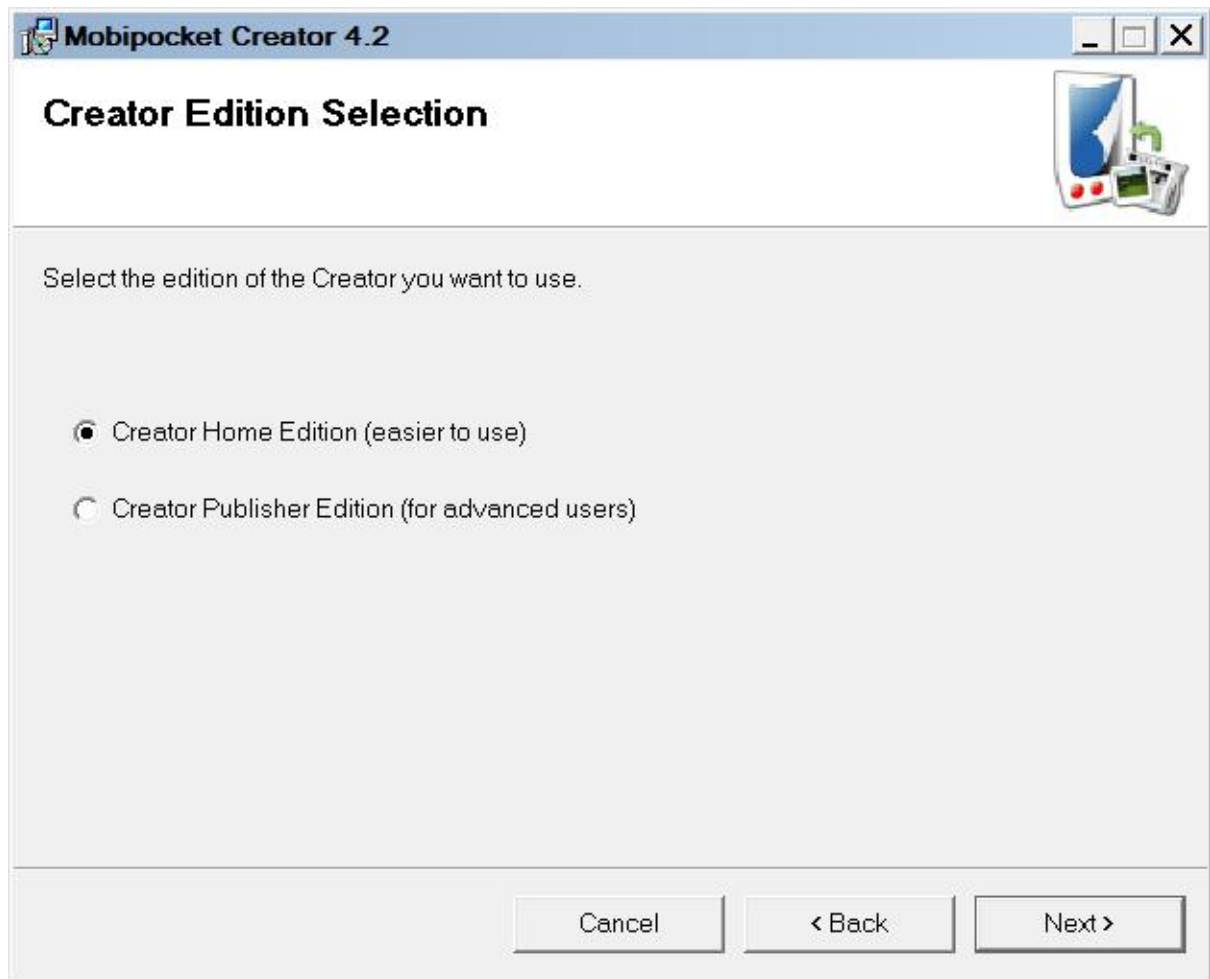 Mobipocket Creator 4.2
Creator Edition Selection
Select the edition of the Creator you want to use.
Creator Home Edition (easier to use)
Creator Publisher Edition (for advanced users)
Cancel < Back Next >